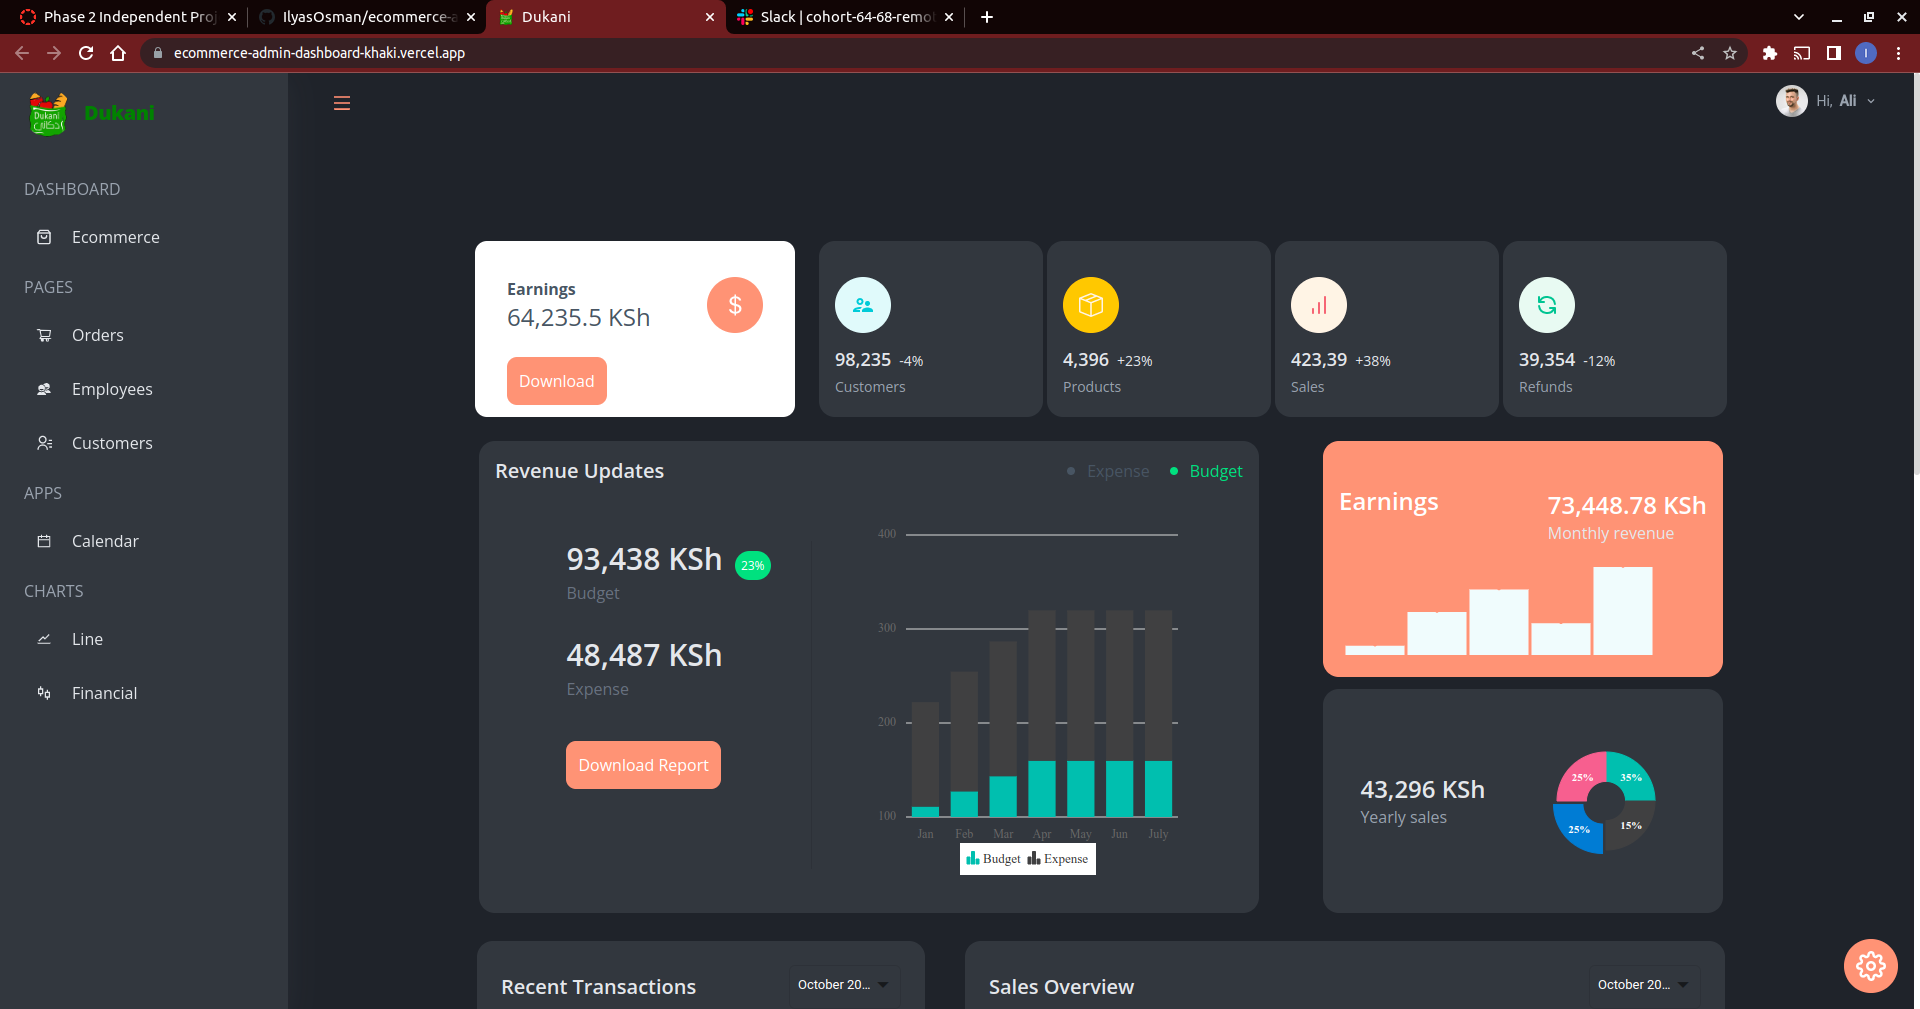 Phase 2 Independent Proj
IlyasOsman/ecommerce-a
Dukani
Slack | cohort-64-68-remo
ecommerce-admin-dashboard-khaki.vercel.app
I
Dukani
Dukani
Hi, Ali
DASHBOARD
Ecommerce
PAGES
Orders
Employees
Customers
APPS
Calendar
CHARTS
Line
Financial
Earnings
64,235.5 KSh
$
Download
98,235 -4%
Customers
4,396 +23%
Products
423,39 +38%
Sales
39,354 -12%
Refunds
Revenue Updates
Expense
Budget
93,438 KSh 23%
Budget
48,487 KSh
Expense
Download Report
400
300
200
100
Jan Feb Mar Apr May Jun July
Budget Expense
Earnings
73,448.78 KSh
Monthly revenue
43,296 KSh
Yearly sales
25% 35%
25% 15%
Recent Transactions
October 20...
Sales Overview
October 20...